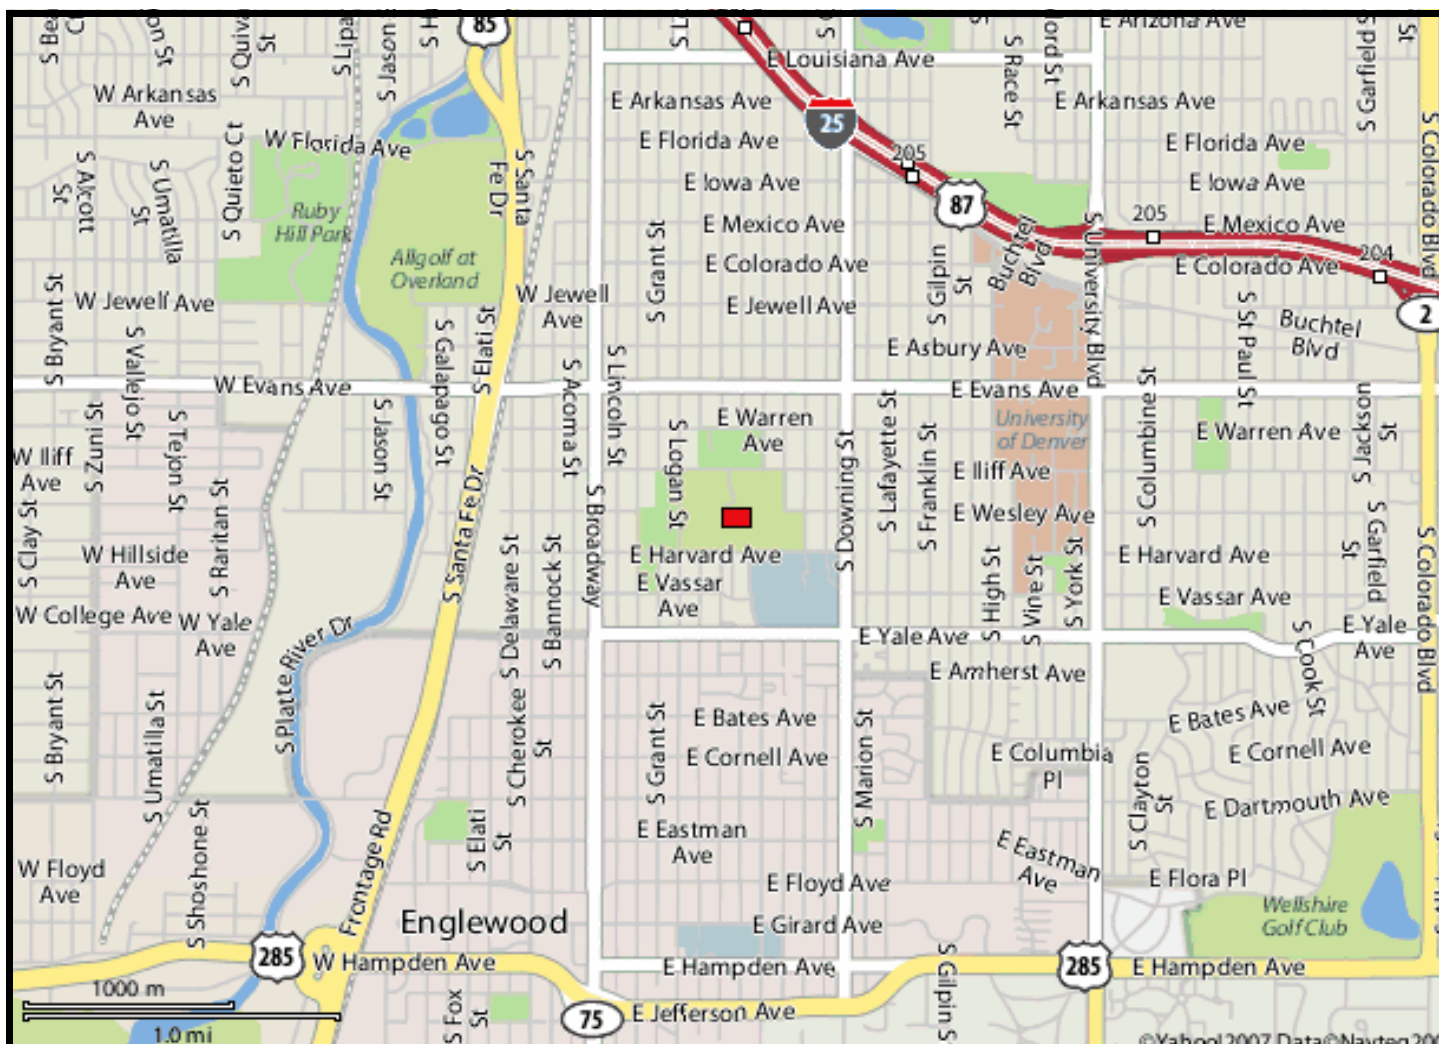 S Bea
S Quiva
St
S Lipa
S Jason
S H
S
85
S L
S C
ord St
E Arizona Ave
S Garfield S
St
W Arkansas
Ave
E Louisiana Ave
S Race St
E Arkansas Ave
25
E Arkansas Ave
W Florida Ave
E Florida Ave
205
E Florida Ave
S Colorado Blvd
S Alcott
St
S Umatilla
St
S Quieto Ct
S Santa
Fe Dr
E Iowa Ave
E Iowa Ave
Ruby
Hill Park
E Mexico Ave
87
205
E Mexico Ave
Allgolf at
Overland
S Grant St
E Colorado Ave
S Gilpin
St
Buchtel
Blvd
S University Blvd
E Colorado Ave
204
W Jewell Ave
W Jewell
Ave
E Jewell Ave
2
S Bryant St
S Vallejo St
S Galapago St
S Elati St
S Acoma St
S Lincoln St
E Asbury Ave
S St Paul St
Buchtel
Blvd
W Evans Ave
E Evans Ave
S Zuni St
S Tejon St
S Jason St
E Warren
Ave
S Logan St
S Lafayette St
S Franklin St
University
of Denver
S Columbine St
E Warren Ave
S Jackson
St
W Iliff
Ave
S Downing St
E Iliff Ave
S Clay St
S Raritan St
S Santa Fe Dr
S Broadway
E Wesley Ave
S Garfield
St
W Hillside
Ave
S Delaware St
S Bannock St
E Harvard Ave
E Harvard Ave
S Colorado Blvd
E Vassar
Ave
S High St
S Vine St
S York St
E Vassar Ave
W College Ave
W Yale
Ave
S Platte River Dr
E Yale Ave
E Yale
Ave
S Cook St
S Bryant St
S Umatilla St
E Amherst Ave
S Cherokee
St
S Grant St
E Bates Ave
S Marion St
E Bates Ave
E Cornell Ave
E Columbia
Pl
E Cornell Ave
S Clayton
St
E Dartmouth Ave
S Shoshone St
Frontage Rd
S Elati
St
E Eastman
Ave
E Eastman
Ave
W Floyd
Ave
E Floyd Ave
E Flora Pl
Englewood
E Girard Ave
Wellshire
Golf Club
285
W Hampden Ave
E Hampden Ave
S Gilpin S
285
E Hampden Ave
1000 m
S Fox
St
75
E Jefferson Ave
1.0 mi
©Yahoo! 2007 Data©Navteq 200